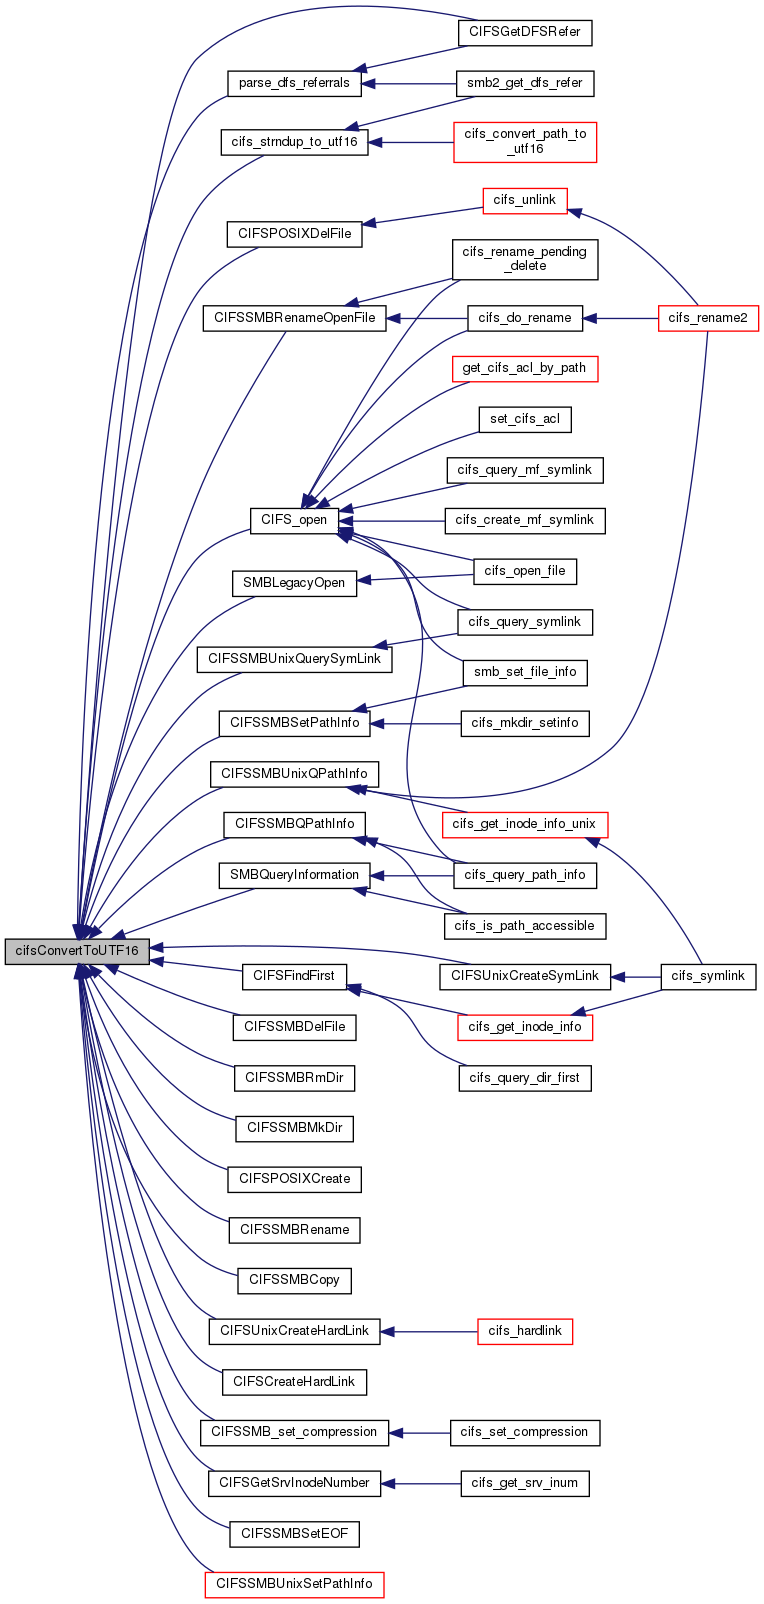 CIFSGetDFSRefer
parse_dfs_referrals
smb2_get_dfs_refer
cifs_strndup_to_utf16
cifs_convert_path_to
_utf16
cifs_unlink
CIFSPOSIXDelFile
cifs_rename_pending
_delete
CIFSSMBRenameOpenFile
cifs_do_rename
cifs_rename2
get_cifs_acl_by_path
set_cifs_acl
cifs_query_mf_symlink
CIFS_open
cifs_create_mf_symlink
cifs_open_file
SMBLegacyOpen
cifs_query_symlink
CIFSSMBUnixQuerySymLink
smb_set_file_info
CIFSSMBSetPathInfo
cifs_mkdir_setinfo
CIFSSMBUnixQPathInfo
CIFSSMBQPathInfo
cifs_get_inode_info_unix
SMBQueryInformation
cifs_query_path_info
cifs_is_path_accessible
cifsConvertToUTF16
CIFSFindFirst
CIFSUnixCreateSymLink
cifs_symlink
CIFSSMBDelFile
cifs_get_inode_info
CIFSSMBRmDir
cifs_query_dir_first
CIFSSMBMkDir
CIFSPOSIXCreate
CIFSSMBRename
CIFSSMBCopy
CIFSUnixCreateHardLink
cifs_hardlink
CIFSCreateHardLink
CIFSSMB_set_compression
cifs_set_compression
CIFSGetSrvInodeNumber
cifs_get_srv_inum
CIFSSMBSetEOF
CIFSSMBUnixSetPathInfo